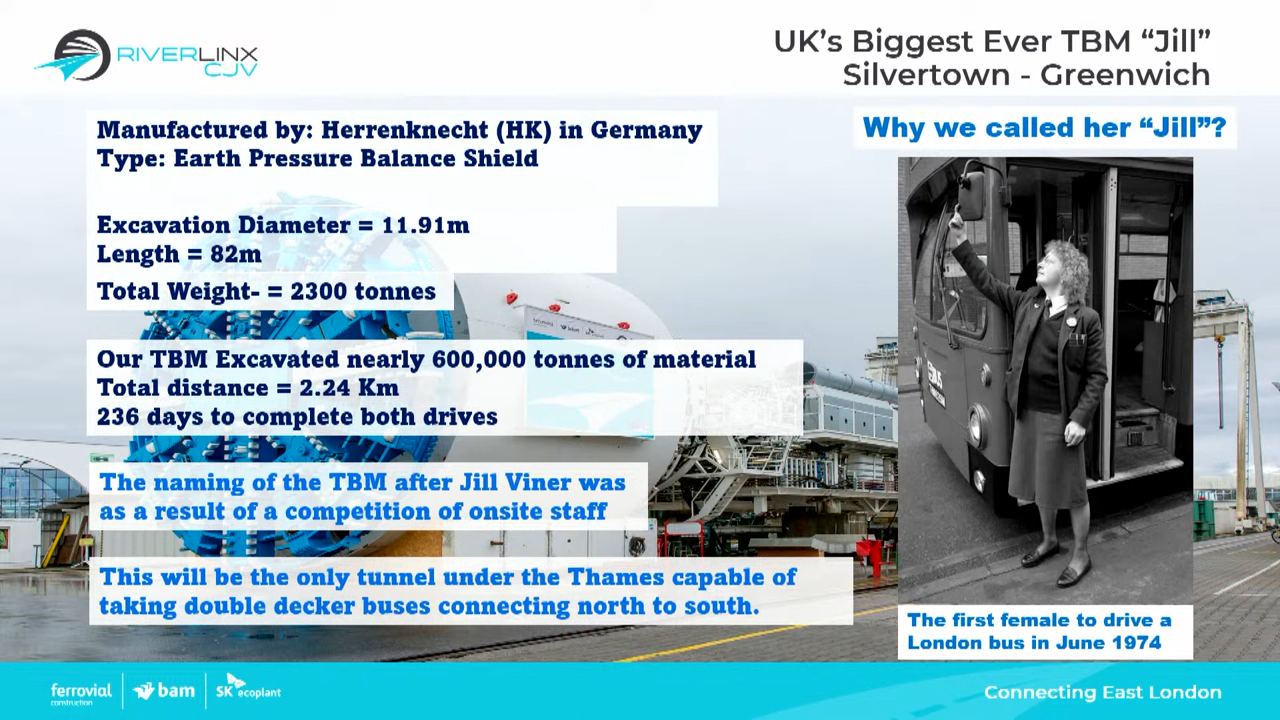 RIVERLINX
CJV
UK's Biggest Ever TBM “Jill”
Silvertown - Greenwich
Manufactured by: Herrenknecht (HK) in Germany
Type: Earth Pressure Balance Shield
Excavation Diameter = 11.91m
Length = 82m
Total Weight- = 2300 tonnes
Our TBM Excavated nearly 600,000 tonnes of material
Total distance = 2.24 Km
236 days to complete both drives
The naming of the TBM after Jill Viner was
as a result of a competition of onsite staff
This will be the only tunnel under the Thames capable of
taking double decker buses connecting north to south.
Why we called her “Jill”?
The first female to drive a
London bus in June 1974
ferrovial
construction
bam
SK ecoplant
Connecting East London